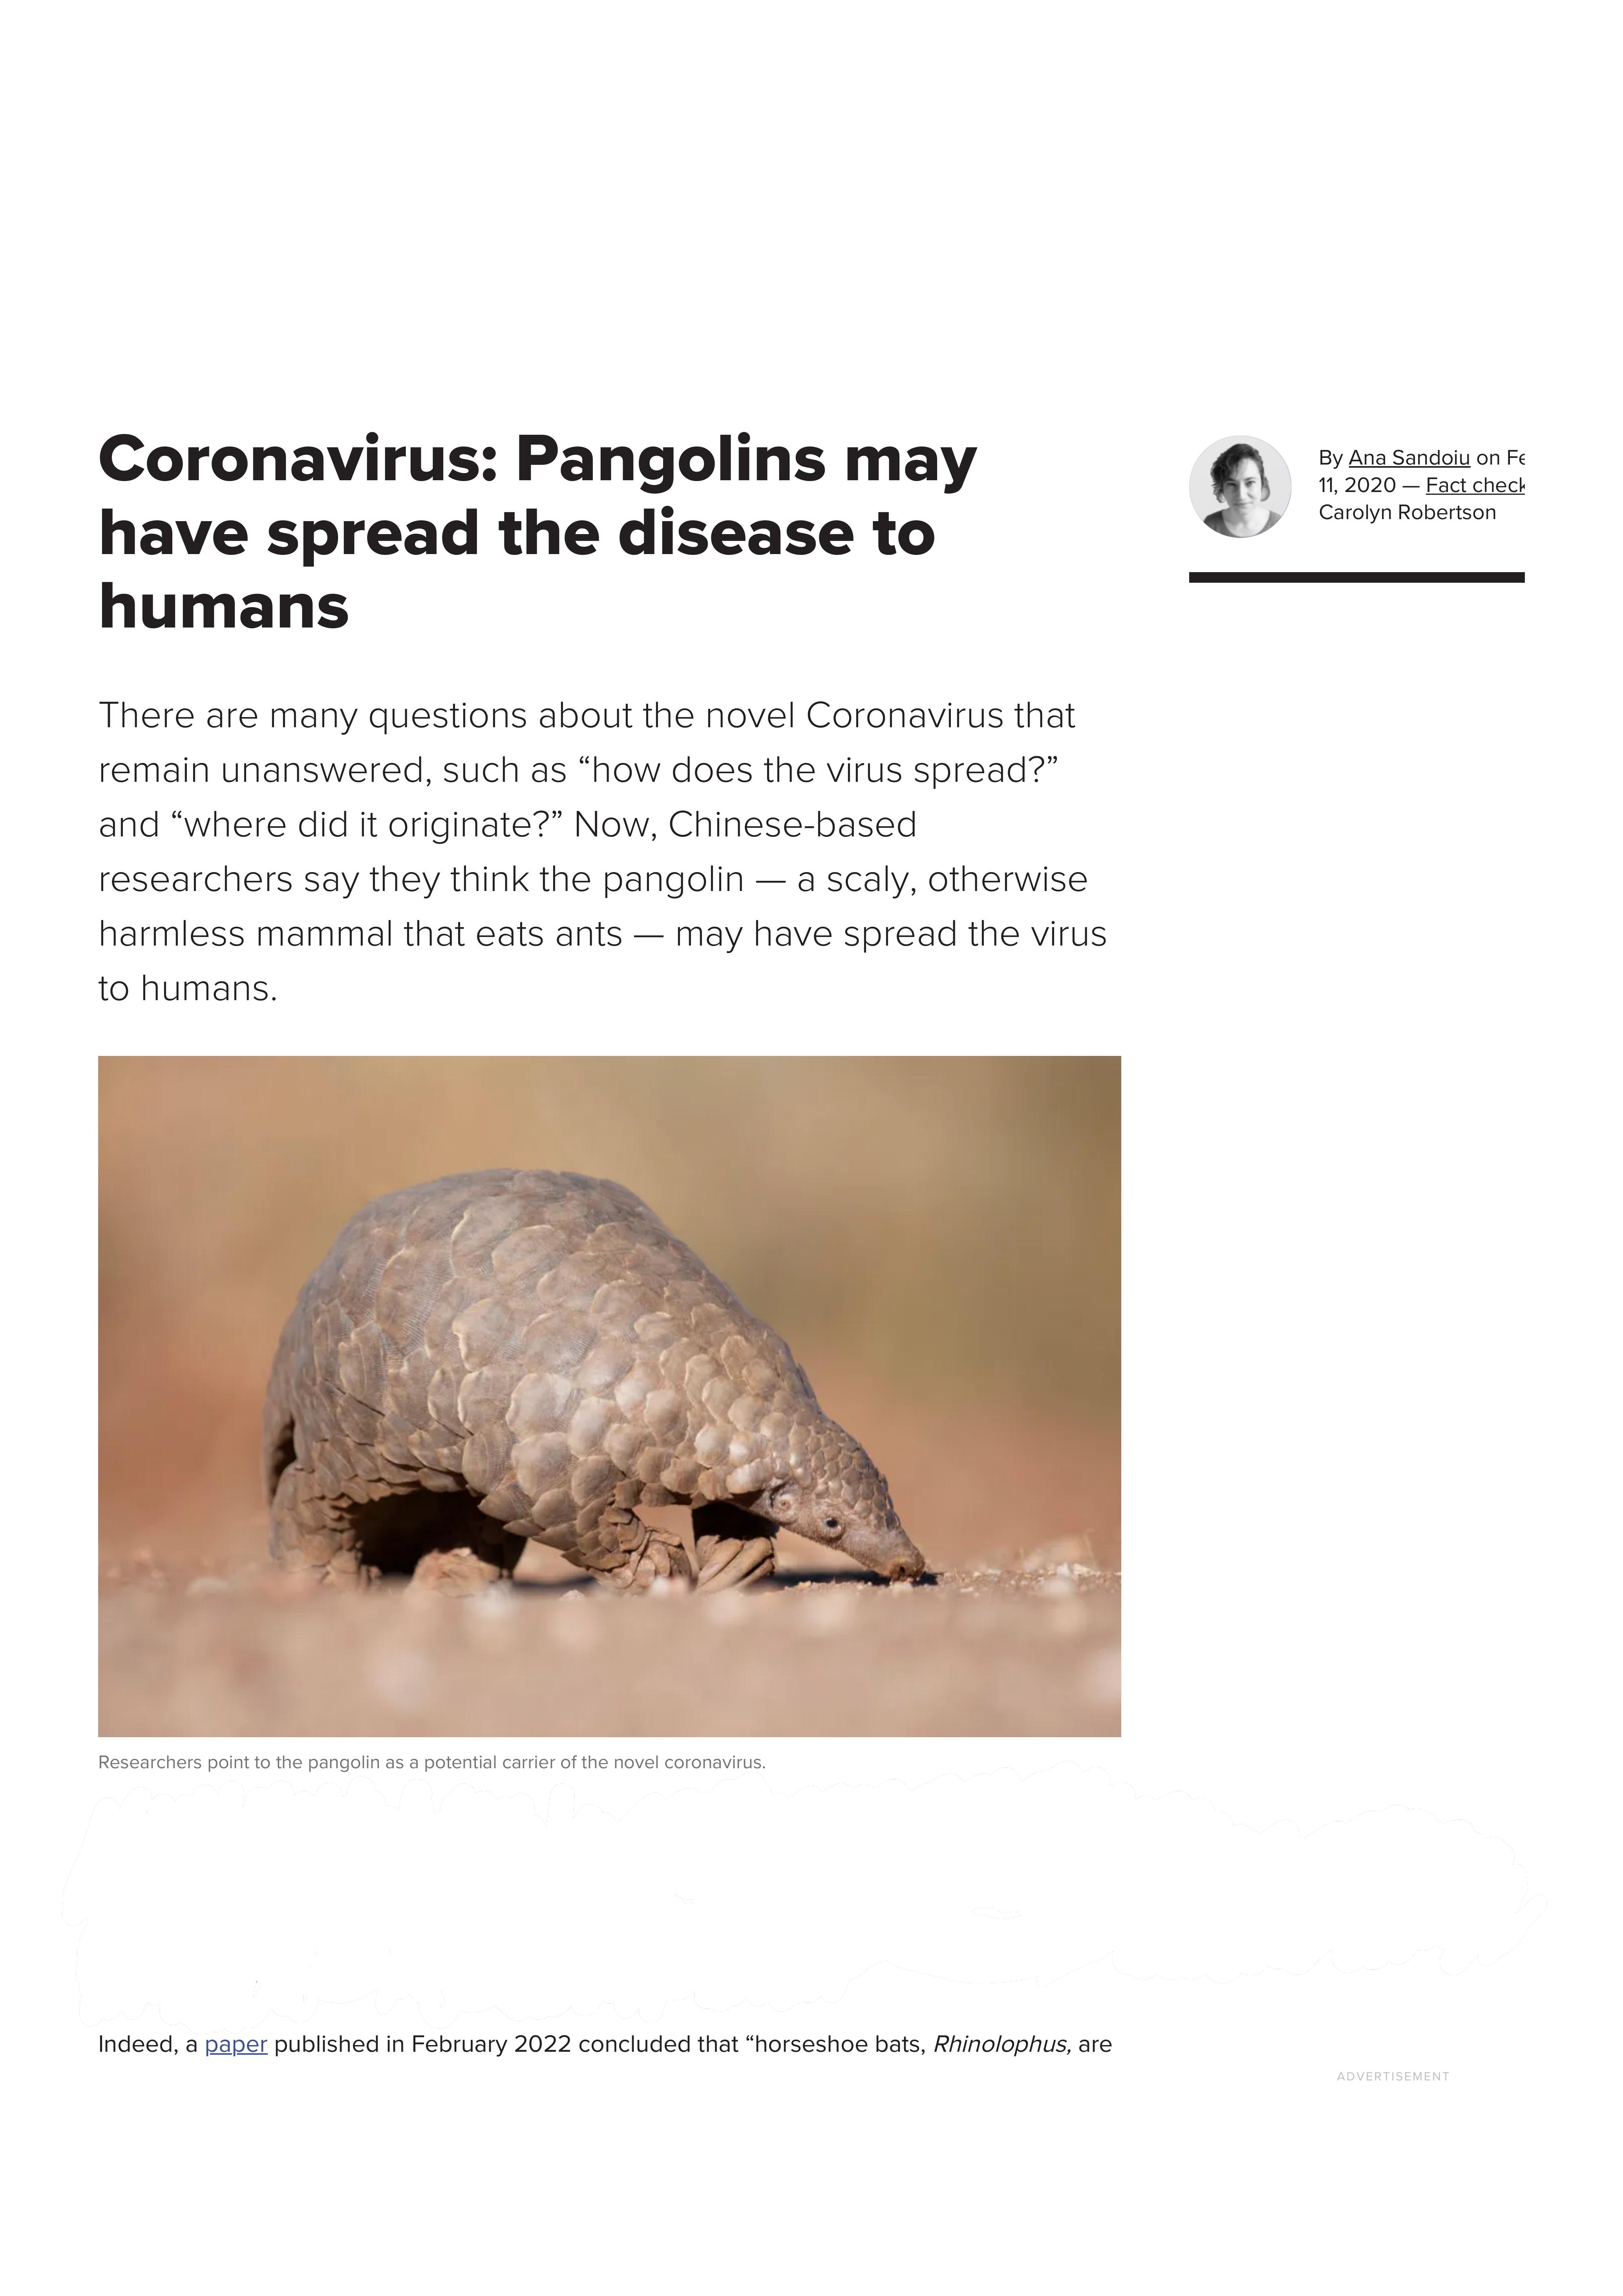 Coronavirus: Pangolins may
have spread the disease to
humans
By Ana Sandoiu on Fe
11, 2020 — Fact check
Carolyn Robertson
There are many questions about the novel Coronavirus that
remain unanswered, such as “how does the virus spread?”
and “where did it originate?” Now, Chinese-based
researchers say they think the pangolin — a scaly, otherwise
harmless mammal that eats ants — may have spread the virus
to humans.
Researchers point to the pangolin as a potential carrier of the novel coronavirus.
Indeed, a paper published in February 2022 concluded that “horseshoe bats, Rhinolophus, are
ADVERTISEMENT